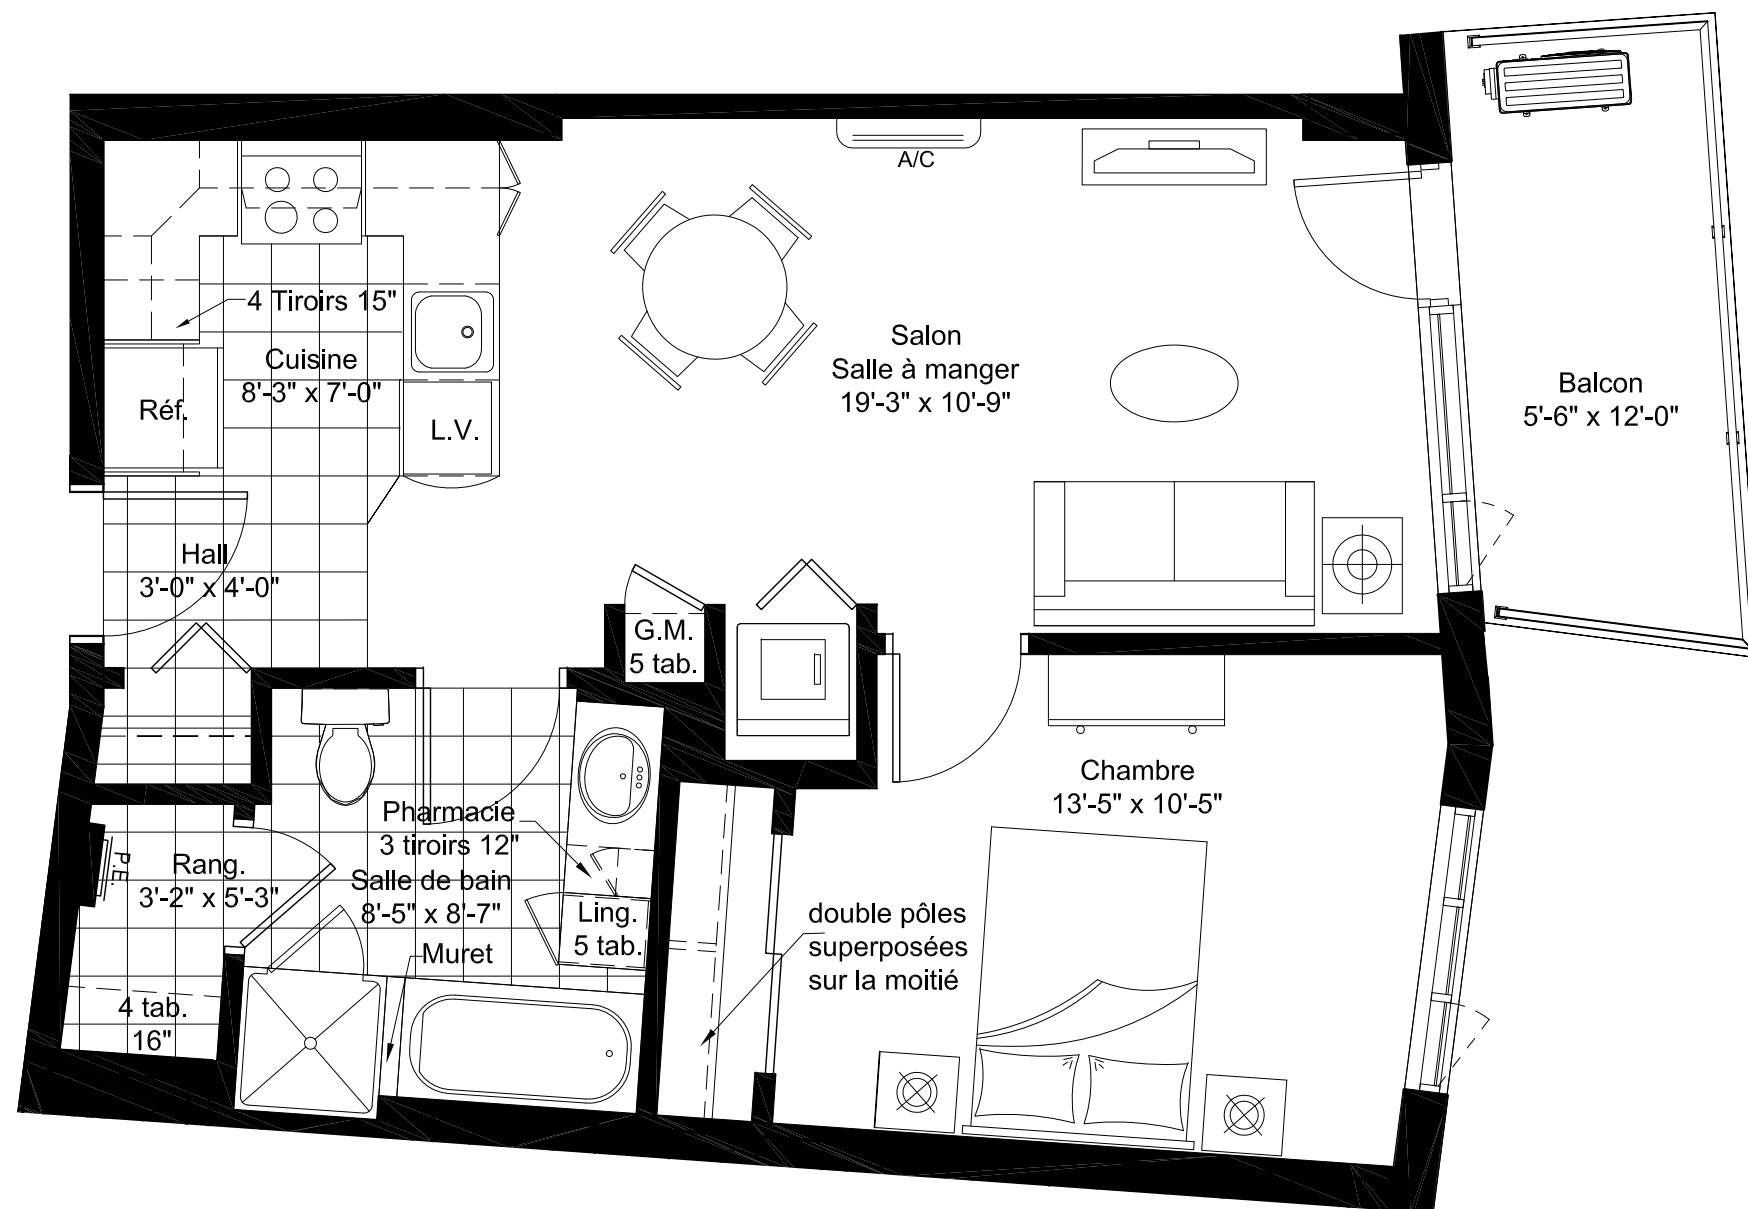 A/C
4 Tiroirs 15"
Cuisine
8'-3" x 7'-0"
Réf.
L.V.
Salon
Salle à manger
19'-3" x 10'-9"
Balcon
5'-6" x 12'-0"
Hall
3'-0" x 4'-0"
G.M.
5 tab.
Chambre
13'-5" x 10'-5"
Pharmacie
3 tiroirs 12"
Salle de bain
8'-5" x 8'-7"
P.E.
Rang.
3'-2" x 5'-3"
Ling.
5 tab.
Muret
4 tab.
16"
double pôles
superposées
sur la moitié